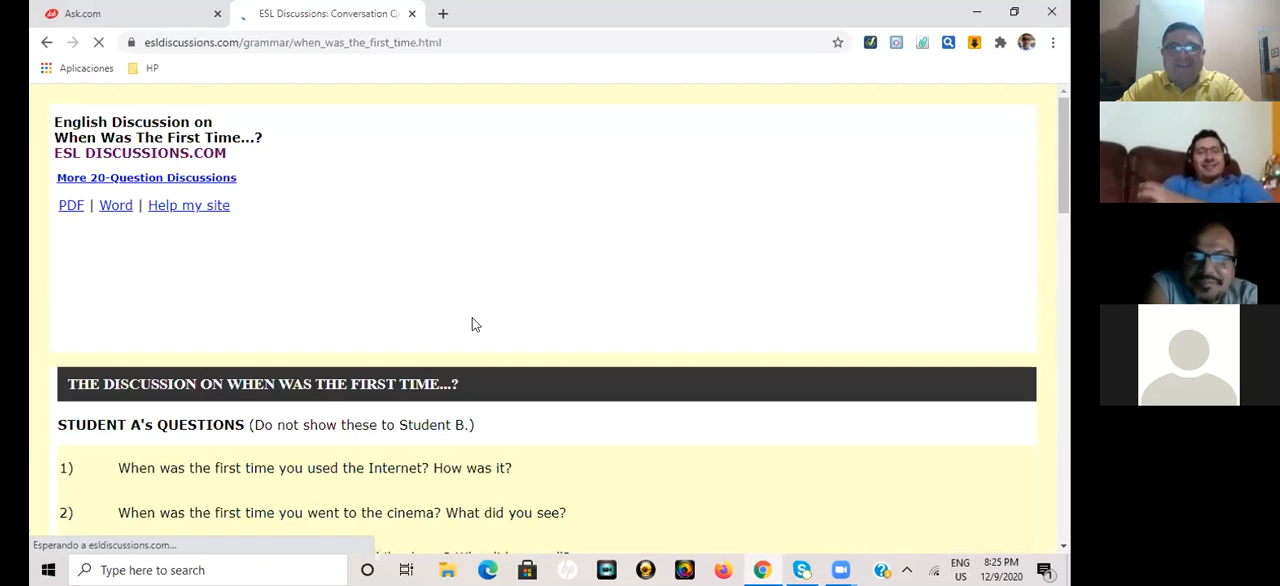 Ask.com
ESL Discussions: Conversation Q
esldiscussions.com/grammar/when_was_the_first_time.html
Aplicaciones
HP
English Discussion on
When Was The First Time...?
ESL DISCUSSIONS.COM
More 20-Question Discussions
PDF | Word | Help my site
THE DISCUSSION ON WHEN WAS THE FIRST TIME...?
STUDENT A's QUESTIONS (Do not show these to Student B.)
1) When was the first time you used the Internet? How was it?
2) When was the first time you went to the cinema? What did you see?
Esperando a esldiscussions.com...
Type here to search
ENG
US
8:25 PM
12/9/2020